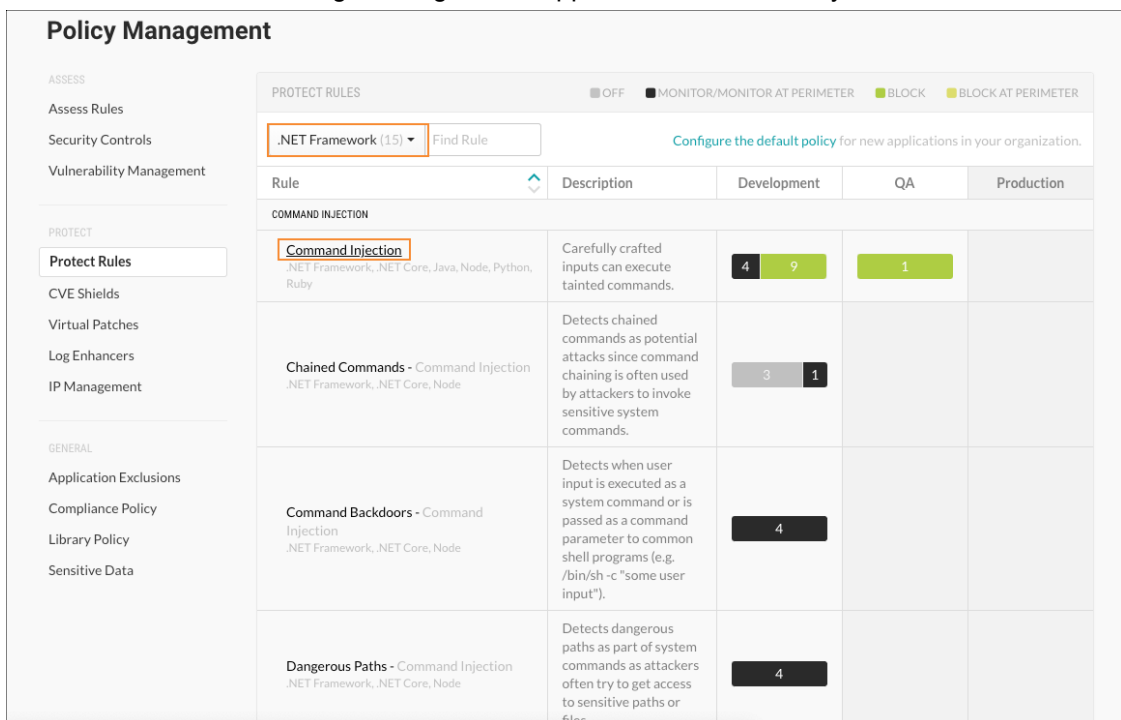 Policy Management
ASSESS
Assess Rules
Security Controls
Vulnerability Management
PROTECT
Protect Rules
CVE Shields
Virtual Patches
Log Enhancers
IP Management
GENERAL
Application Exclusions
Compliance Policy
Library Policy
Sensitive Data
PROTECT RULES
OFF MONITOR/MONITOR AT PERIMETER BLOCK BLOCK AT PERIMETER
.NET Framework (15) Find Rule
Configure the default policy for new applications in your organization.
Rule Description Development QA Production
COMMAND INJECTION
Command Injection
.NET Framework, .NET Core, Java, Node, Python,
Ruby
Carefully crafted
inputs can execute
tainted commands.
4 9 1
Chained Commands - Command Injection
.NET Framework, .NET Core, Node
Detects chained
commands as potential
attacks since command
chaining is often used
by attackers to invoke
sensitive system
commands.
3 1
Command Backdoors - Command
Injection
.NET Framework, .NET Core, Node
Detects when user
input is executed as a
system command or is
passed as a command
parameter to common
shell programs (e.g.
/bin/sh -c "some user
input").
4
Dangerous Paths - Command Injection
.NET Framework, .NET Core, Node
Detects dangerous
paths as part of system
commands as attackers
often try to get access
to sensitive paths or
4